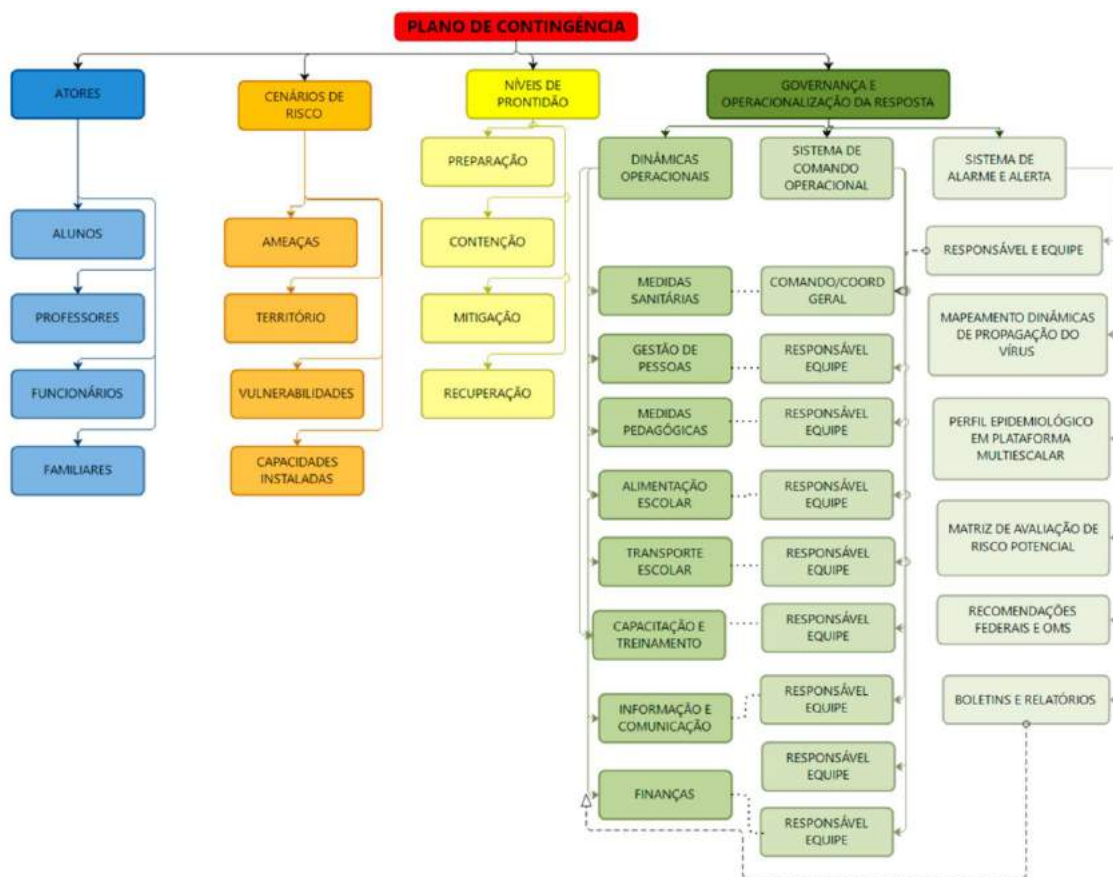 PLANO DE CONTINGÊNCIA
ATORES
CENÁRIOS DE
RISCO
NÍVEIS DE
PRONTIDÃO
GOVERNANÇA E
OPERACIONALIZAÇÃO DA RESPOSTA
ALUNOS
PROFESSORES
FUNCIONÁRIOS
FAMILIARES
AMEAÇAS
TERRITÓRIO
VULNERABILIDADES
CAPACIDADES
INSTALADAS
PREPARAÇÃO
CONTENÇÃO
MITIGAÇÃO
RECUPERAÇÃO
DINÂMICAS
OPERACIONAIS
MEDIDAS
SANITÁRIAS
GESTÃO DE
PESSOAS
MEDIDAS
PEDAGÓGICAS
ALIMENTAÇÃO
ESCOLAR
TRANSPORTE
ESCOLAR
CAPACITAÇÃO E
TREINAMENTO
INFORMAÇÃO E
COMUNICAÇÃO
FINANÇAS
SISTEMA DE
COMANDO
OPERACIONAL
COMANDO/COORD
GERAL
RESPONSÁVEL
EQUIPE
RESPONSÁVEL
EQUIPE
RESPONSÁVEL
EQUIPE
RESPONSÁVEL
EQUIPE
RESPONSÁVEL
EQUIPE
RESPONSÁVEL
EQUIPE
RESPONSÁVEL
EQUIPE
RESPONSÁVEL
EQUIPE
SISTEMA DE
ALARME E ALERTA
RESPONSÁVEL E EQUIPE
MAPEAMENTO DINÂMICAS
DE PROPAGAÇÃO DO
VÍRUS
PERFIL EPIDEMIOLÓGICO
EM PLATAFORMA
MULTIESCALAR
MATRIZ DE AVALIAÇÃO DE
RISCO POTENCIAL
RECOMENDAÇÕES
FEDERAIS E OMS
BOLETINS E RELATÓRIOS